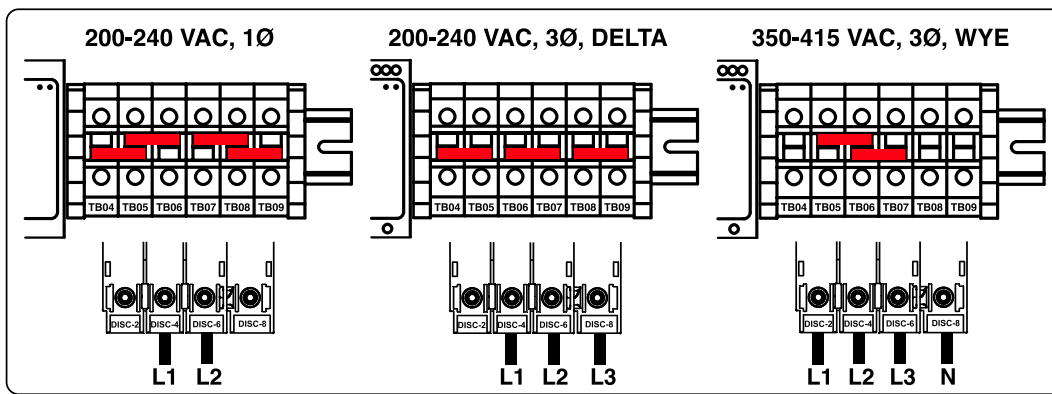 200-240 VAC, 1Ø
TB04 TB05 TB06 TB07 TB08 TB09
DISC-2 DISC-4 DISC-6 DISC-8
L1 L2
200-240 VAC, 3Ø, DELTA
TB04 TB05 TB06 TB07 TB08 TB09
DISC-2 DISC-4 DISC-6 DISC-8
L1 L2 L3
350-415 VAC, 3Ø, WYE
TB04 TB05 TB06 TB07 TB08 TB09
DISC-2 DISC-4 DISC-6 DISC-8
L1 L2 L3 N